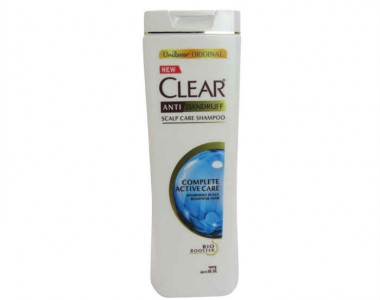 Unilever ORIGINAL
NEW
CLEAR
ANTI DANDRUFF
SCALP CARE SHAMPOO
COMPLETE
ACTIVE CARE
BIO
BOOSTER